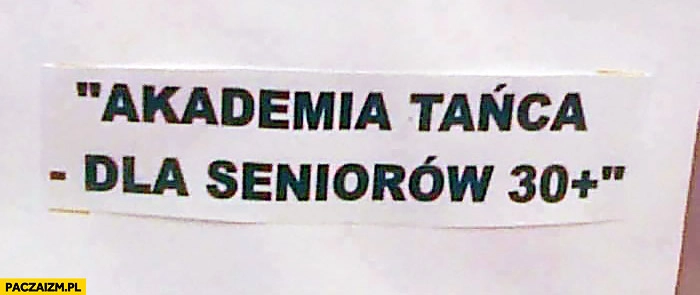 "AKADEMIA TAŃCA
- DLA SENIORÓW 30+"
PACZAIZM.PL